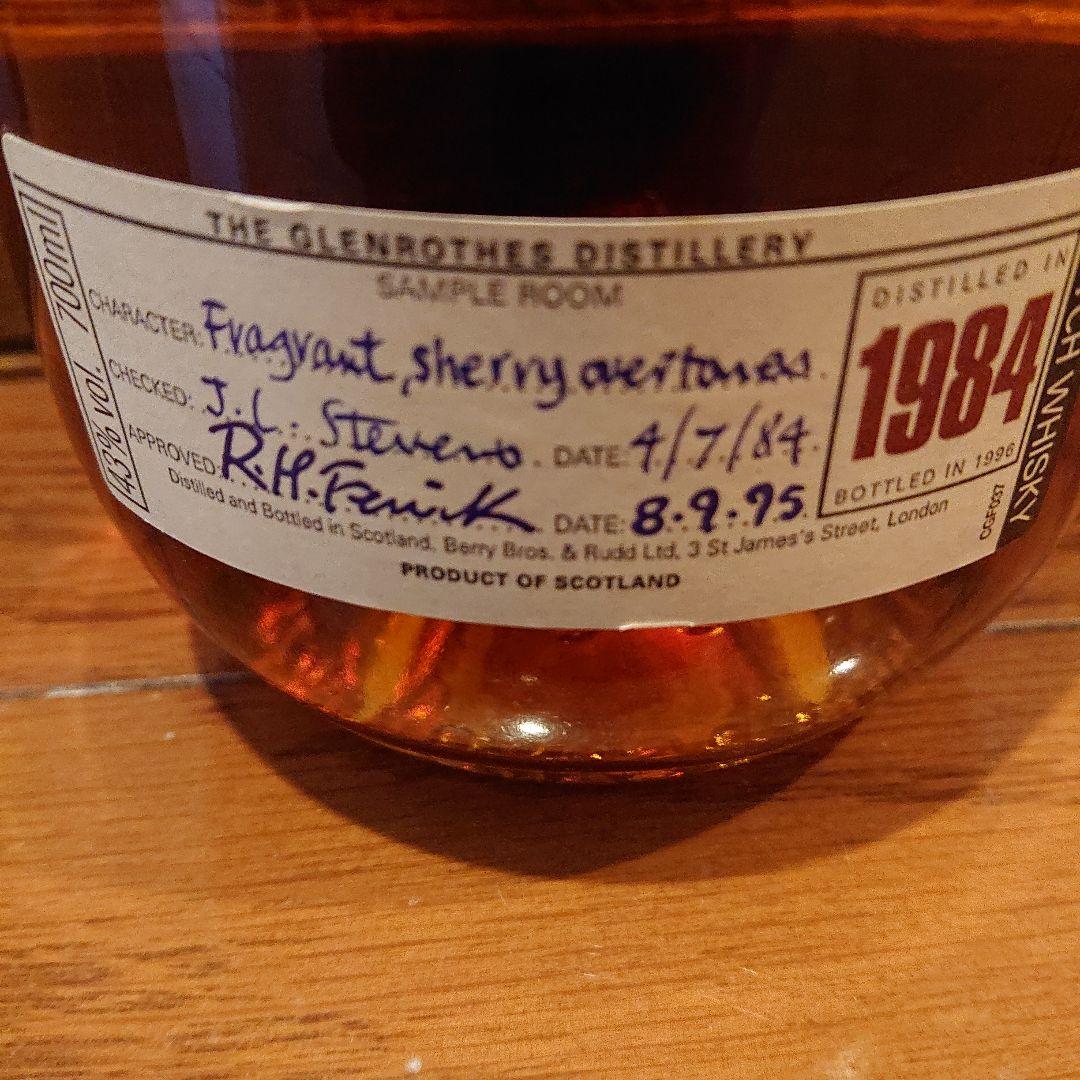 THE GLENROTHES DISTILLERY
SAMPLE ROOM
CHARACTER: Fragrant, sherry overtones.
CHECKED: J.L. Stevens. DATE: 4/7/84.
APPROVED: R.H. Fenwick DATE: 8.9.95
Distilled and Bottled in Scotland. Berry Bros. & Rudd Ltd, 3 St James's Street, London
PRODUCT OF SCOTLAND
43% vol. 700ml
DISTILLED IN
1984
BOTTLED IN 1996
CGF037
WHISKY